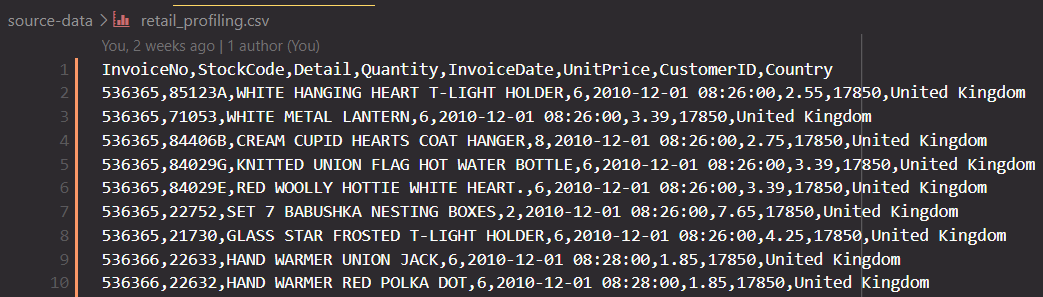 source-data > retail_profiling.csv
You, 2 weeks ago | 1 author (You)
1 InvoiceNo,StockCode,Detail,Quantity,InvoiceDate,UnitPrice,CustomerID,Country
2 536365,85123A,WHITE HANGING HEART T-LIGHT HOLDER,6,2010-12-01 08:26:00,2.55,17850,United Kingdom
3 536365,71053,WHITE METAL LANTERN,6,2010-12-01 08:26:00,3.39,17850,United Kingdom
4 536365,84406B,CREAM CUPID HEARTS COAT HANGER,8,2010-12-01 08:26:00,2.75,17850,United Kingdom
5 536365,84029G,KNITTED UNION FLAG HOT WATER BOTTLE,6,2010-12-01 08:26:00,3.39,17850,United Kingdom
6 536365,84029E,RED WOOLLY HOTTIE WHITE HEART.,6,2010-12-01 08:26:00,3.39,17850,United Kingdom
7 536365,22752,SET 7 BABUSHKA NESTING BOXES,2,2010-12-01 08:26:00,7.65,17850,United Kingdom
8 536365,21730,GLASS STAR FROSTED T-LIGHT HOLDER,6,2010-12-01 08:26:00,4.25,17850,United Kingdom
9 536366,22633,HAND WARMER UNION JACK,6,2010-12-01 08:28:00,1.85,17850,United Kingdom
10 536366,22632,HAND WARMER RED POLKA DOT,6,2010-12-01 08:28:00,1.85,17850,United Kingdom